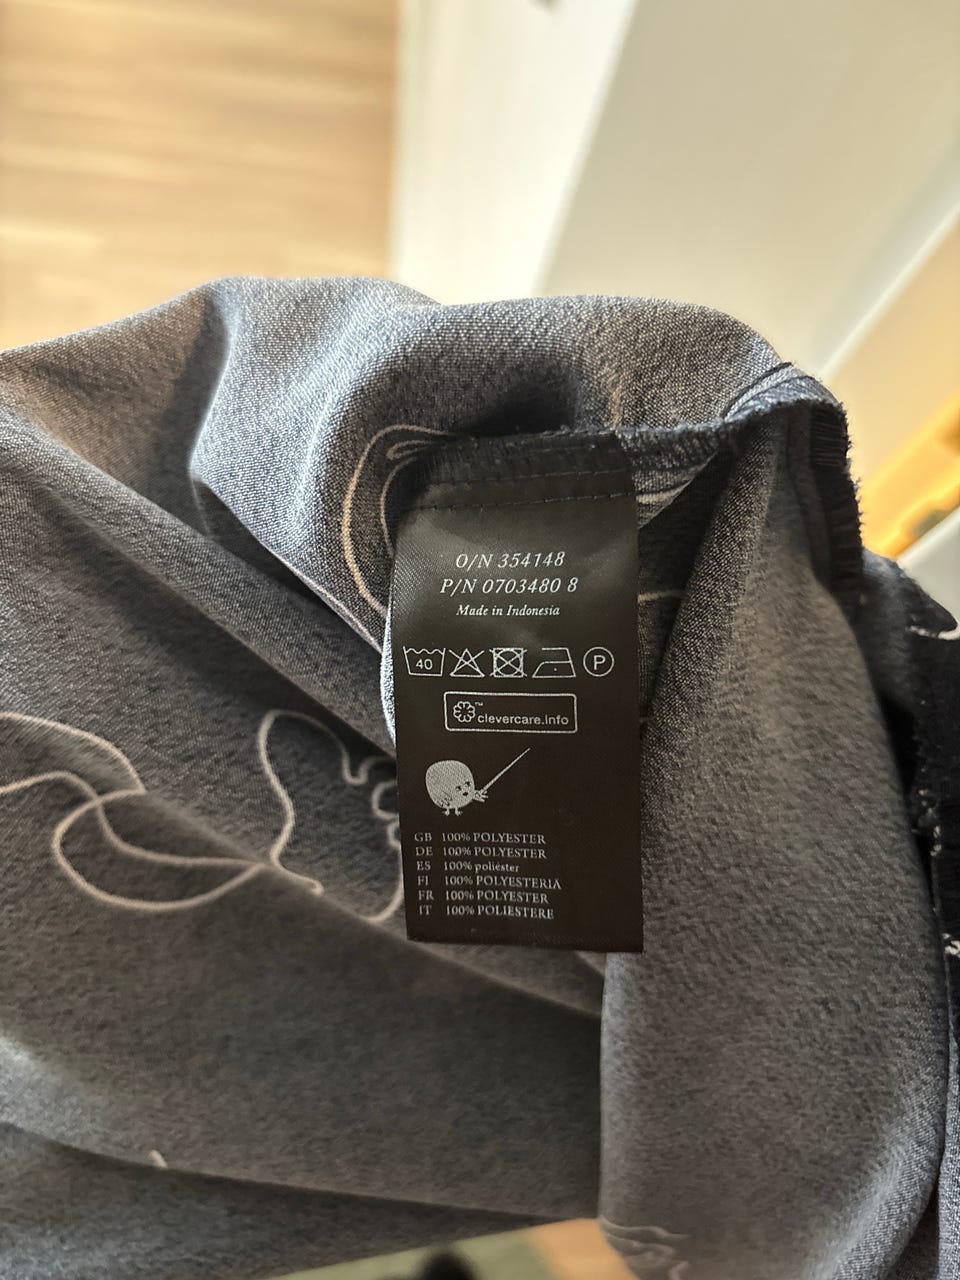 O/N 354148
P/N 0703480 8
Made in Indonesia
40 P
™ clevercare.info
GB 100% POLYESTER
DE 100% POLYESTER
ES 100% poliéster
FI 100% POLYESTERIA
FR 100% POLYESTER
IT 100% POLIESTERE